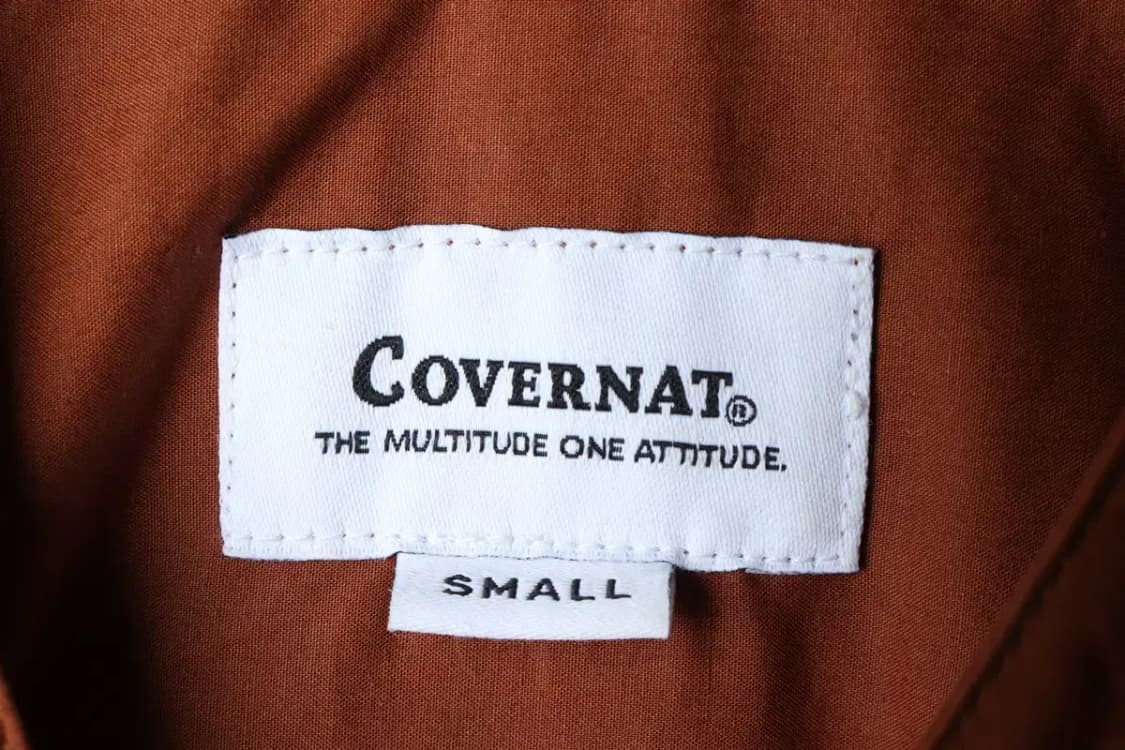 COVERNAT®
THE MULTITUDE ONE ATTITUDE.
SMALL